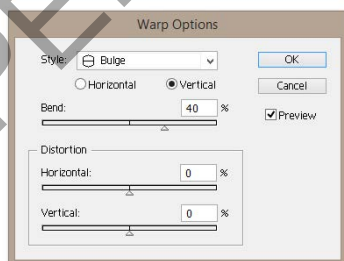 Warp Options
Style: Bulge
OK
Horizontal Vertical
Cancel
Bend: 40 %
Preview
Distortion
Horizontal: 0 %
Vertical: 0 %